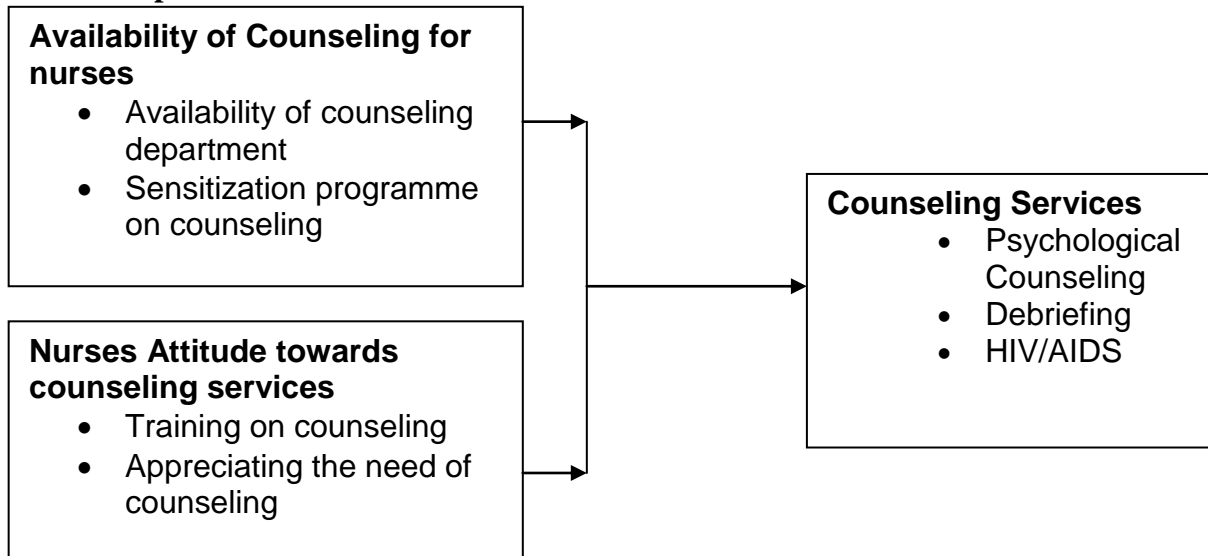 Availability of Counseling for
nurses
• Availability of counseling
department
• Sensitization programme
on counseling
Nurses Attitude towards
counseling services
• Training on counseling
• Appreciating the need of
counseling
Counseling Services
• Psychological
Counseling
• Debriefing
• HIV/AIDS